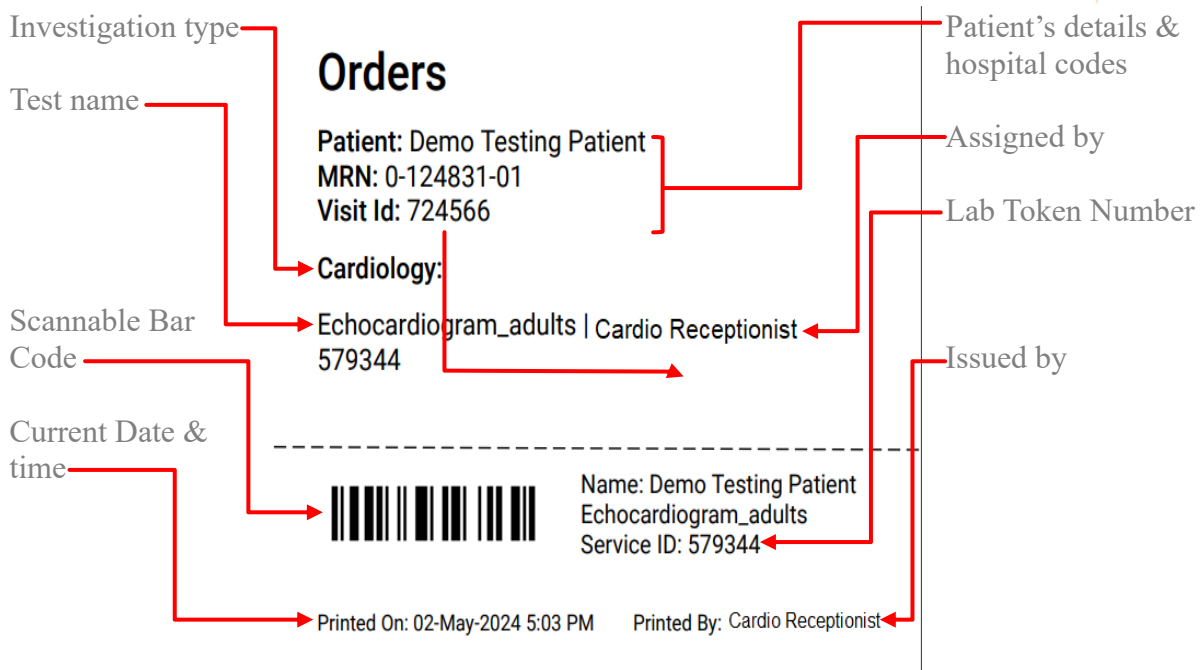 Investigation type
Test name
Scannable Bar
Code
Current Date &
time
Orders
Patient: Demo Testing Patient
MRN: 0-124831-01
Visit Id: 724566
Cardiology:
Echocardiogram_adults | Cardio Receptionist
579344
Name: Demo Testing Patient
Echocardiogram_adults
Service ID: 579344
Printed On: 02-May-2024 5:03 PM
Printed By: Cardio Receptionist
Patient’s details &
hospital codes
Assigned by
Lab Token Number
Issued by